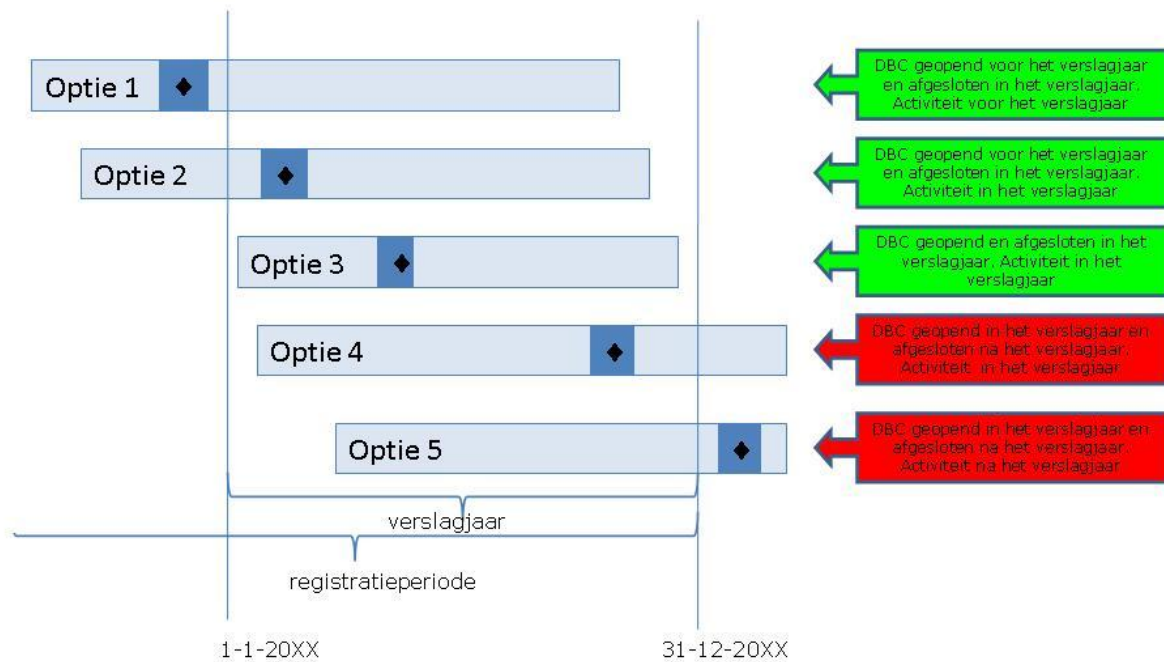 Optie 1
DBC geopend voor het verslagjaar
en afgesloten in het verslagjaar.
Activiteit voor het verslagjaar
Optie 2
DBC geopend voor het verslagjaar
en afgesloten in het verslagjaar.
Activiteit in het verslagjaar
Optie 3
DBC geopend en afgesloten in het
verslagjaar. Activiteit in het
verslagjaar
Optie 4
DBC geopend in het verslagjaar en
afgesloten na het verslagjaar.
Activiteit in het verslagjaar
Optie 5
DBC geopend in het verslagjaar en
afgesloten na het verslagjaar.
Activiteit na het verslagjaar
verslagjaar
registratieperiode
1-1-20XX
31-12-20XX